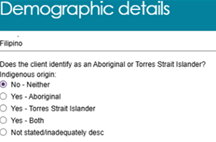 Demographic details
Filipino
Does the client identify as an Aboriginal or Torres Strait Islander?
Indigenous origin:
No - Neither
Yes - Aboriginal
Yes - Torres Strait Islander
Yes - Both
Not stated/inadequately desc